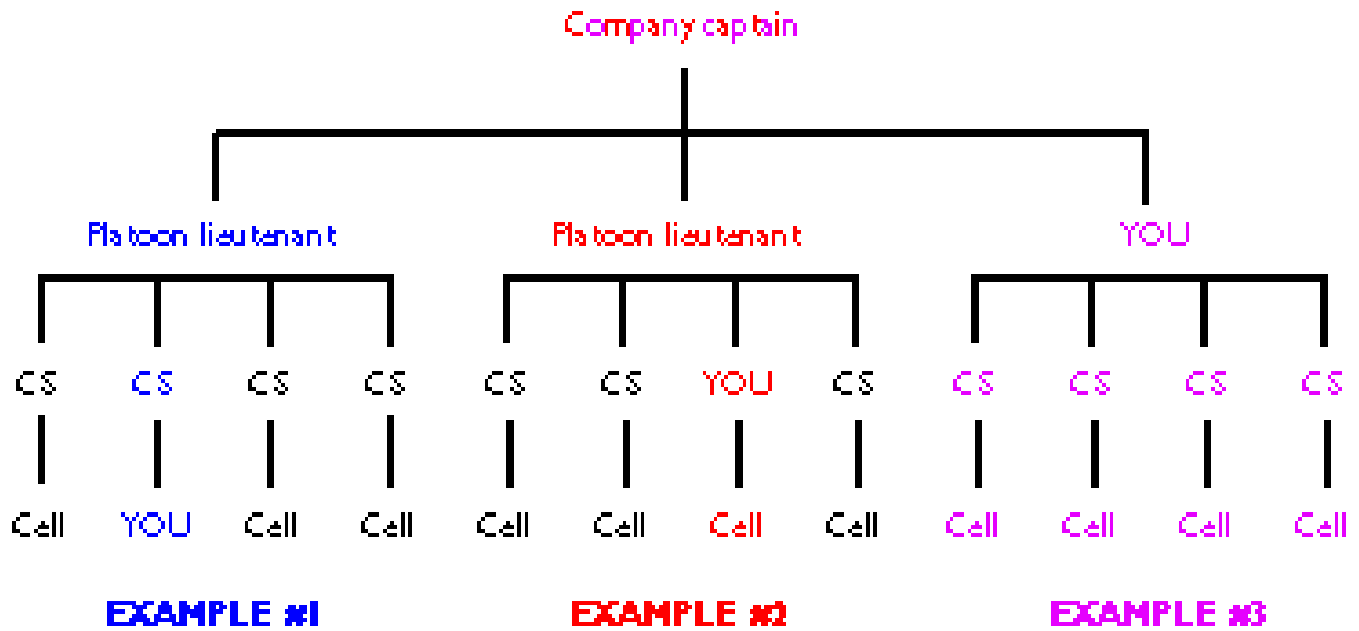 Company captain
Platoon lieutenant Platoon lieutenant YOU
CS CS CS CS CS CS YOU CS CS CS CS CS
Cell YOU Cell Cell Cell Cell Cell Cell Cell Cell Cell Cell
EXAMPLE #1 EXAMPLE #2 EXAMPLE #3